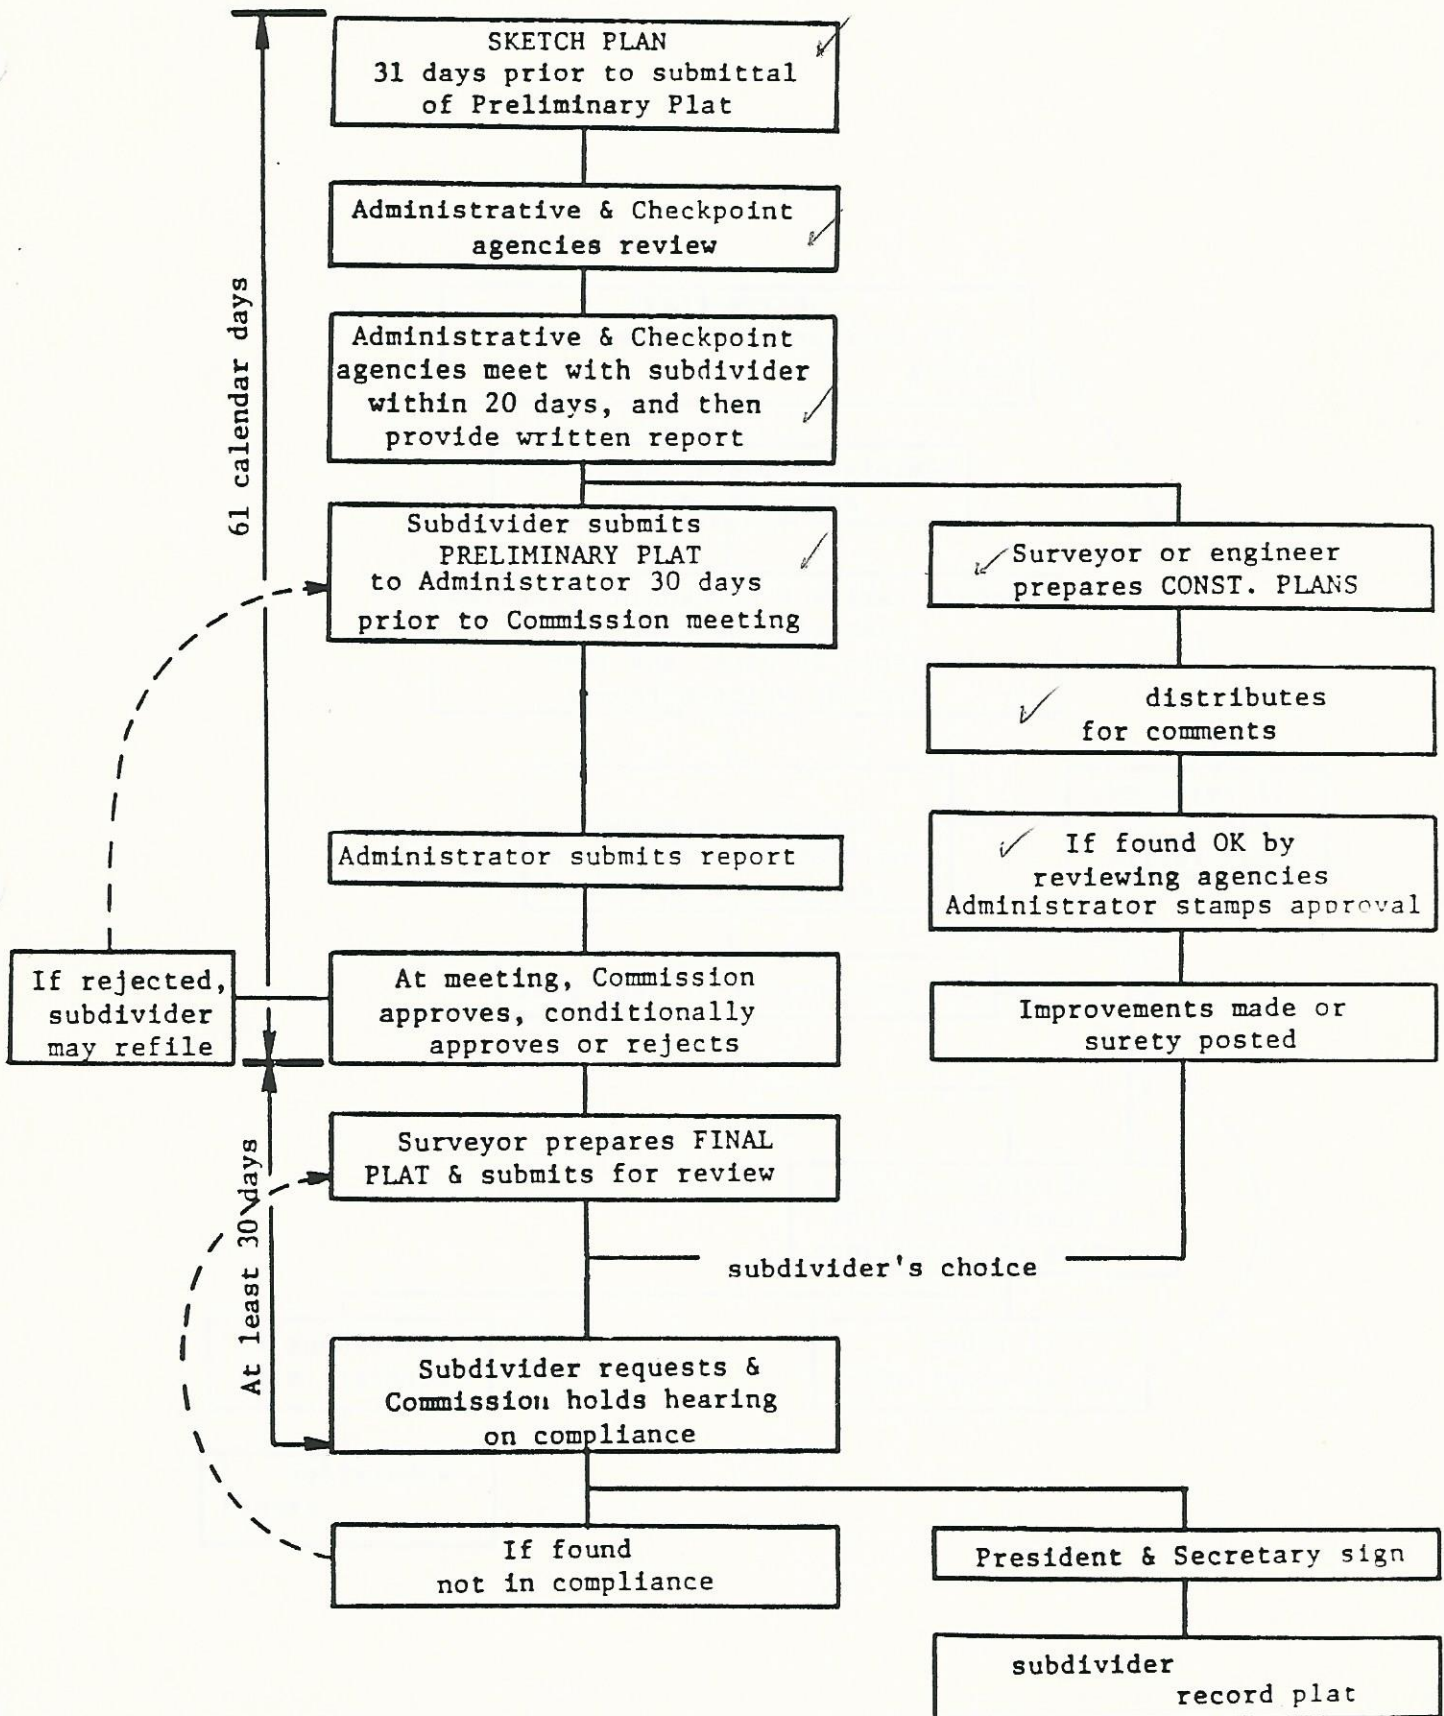 SKETCH PLAN
31 days prior to submittal
of Preliminary Plat
Administrative & Checkpoint
agencies review
Administrative & Checkpoint
agencies meet with subdivider
within 20 days, and then
provide written report
61 calendar days
Subdivider submits
PRELIMINARY PLAT
to Administrator 30 days
prior to Commission meeting
Surveyor or engineer
prepares CONST. PLANS
distributes
for comments
If found OK by
reviewing agencies
Administrator stamps approval
Administrator submits report
If rejected,
subdivider
may refile
At meeting, Commission
approves, conditionally
approves or rejects
Improvements made or
surety posted
Surveyor prepares FINAL
PLAT & submits for review
At least 30 days
subdivider's choice
Subdivider requests &
Commission holds hearing
on compliance
If found
not in compliance
President & Secretary sign
subdivider
record plat